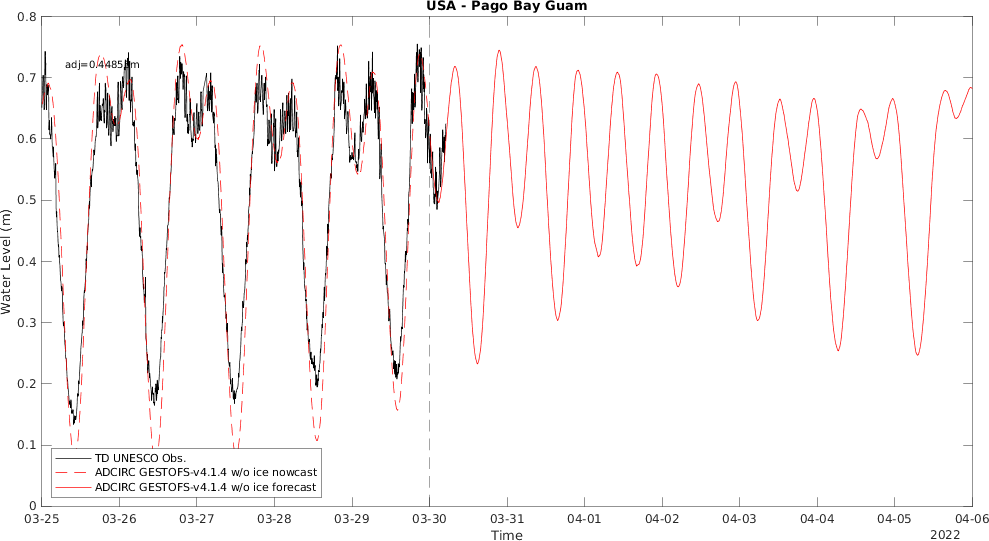 USA - Pago Bay Guam
0.8
0.7
0.6
0.5
0.4
0.3
0.2
0.1
0
Water Level (m)
TD UNESCO Obs.
ADCIRC GESTOFS-v4.1.4 w/o ice nowcast
ADCIRC GESTOFS-v4.1.4 w/o ice forecast
03-25 03-26 03-27 03-28 03-29 03-30 03-31 04-01 04-02 04-03 04-04 04-05 04-06
Time
2022